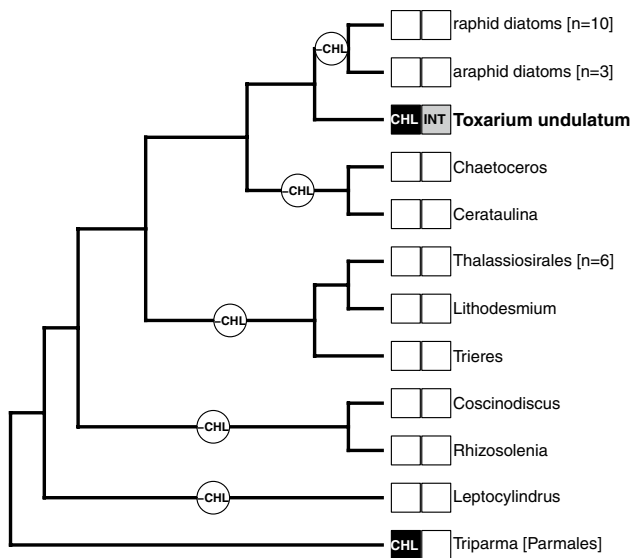 raphid diatoms [n=10]
–CHL
araphid diatoms [n=3]
CHL INT Toxarium undulatum
Chaetoceros
–CHL
Cerataulina
Thalassiosirales [n=6]
Lithodesmium
–CHL
Trieres
Coscinodiscus
–CHL
Rhizosolenia
–CHL Leptocylindrus
CHL Triparma [Parmales]